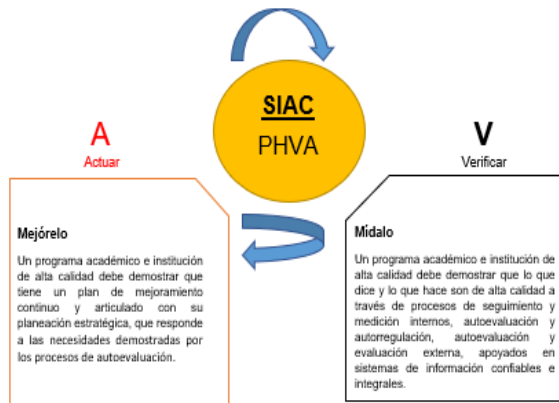 SIAC
PHVA
A
Actuar
V
Verificar
Mejórelo
Un programa académico e institución
de alta calidad debe demostrar que
tiene un plan de mejoramiento
continuo y articulado con su
planeación estratégica, que responde
a las necesidades demostradas por
los procesos de autoevaluación.
Mídalo
Un programa académico e institución de
alta calidad debe demostrar que lo que
dice y lo que hace son de alta calidad a
través de procesos de seguimiento y
medición internos, autoevaluación y
autorregulación, autoevaluación y
evaluación externa, apoyados en
sistemas de información confiables e
integrales.